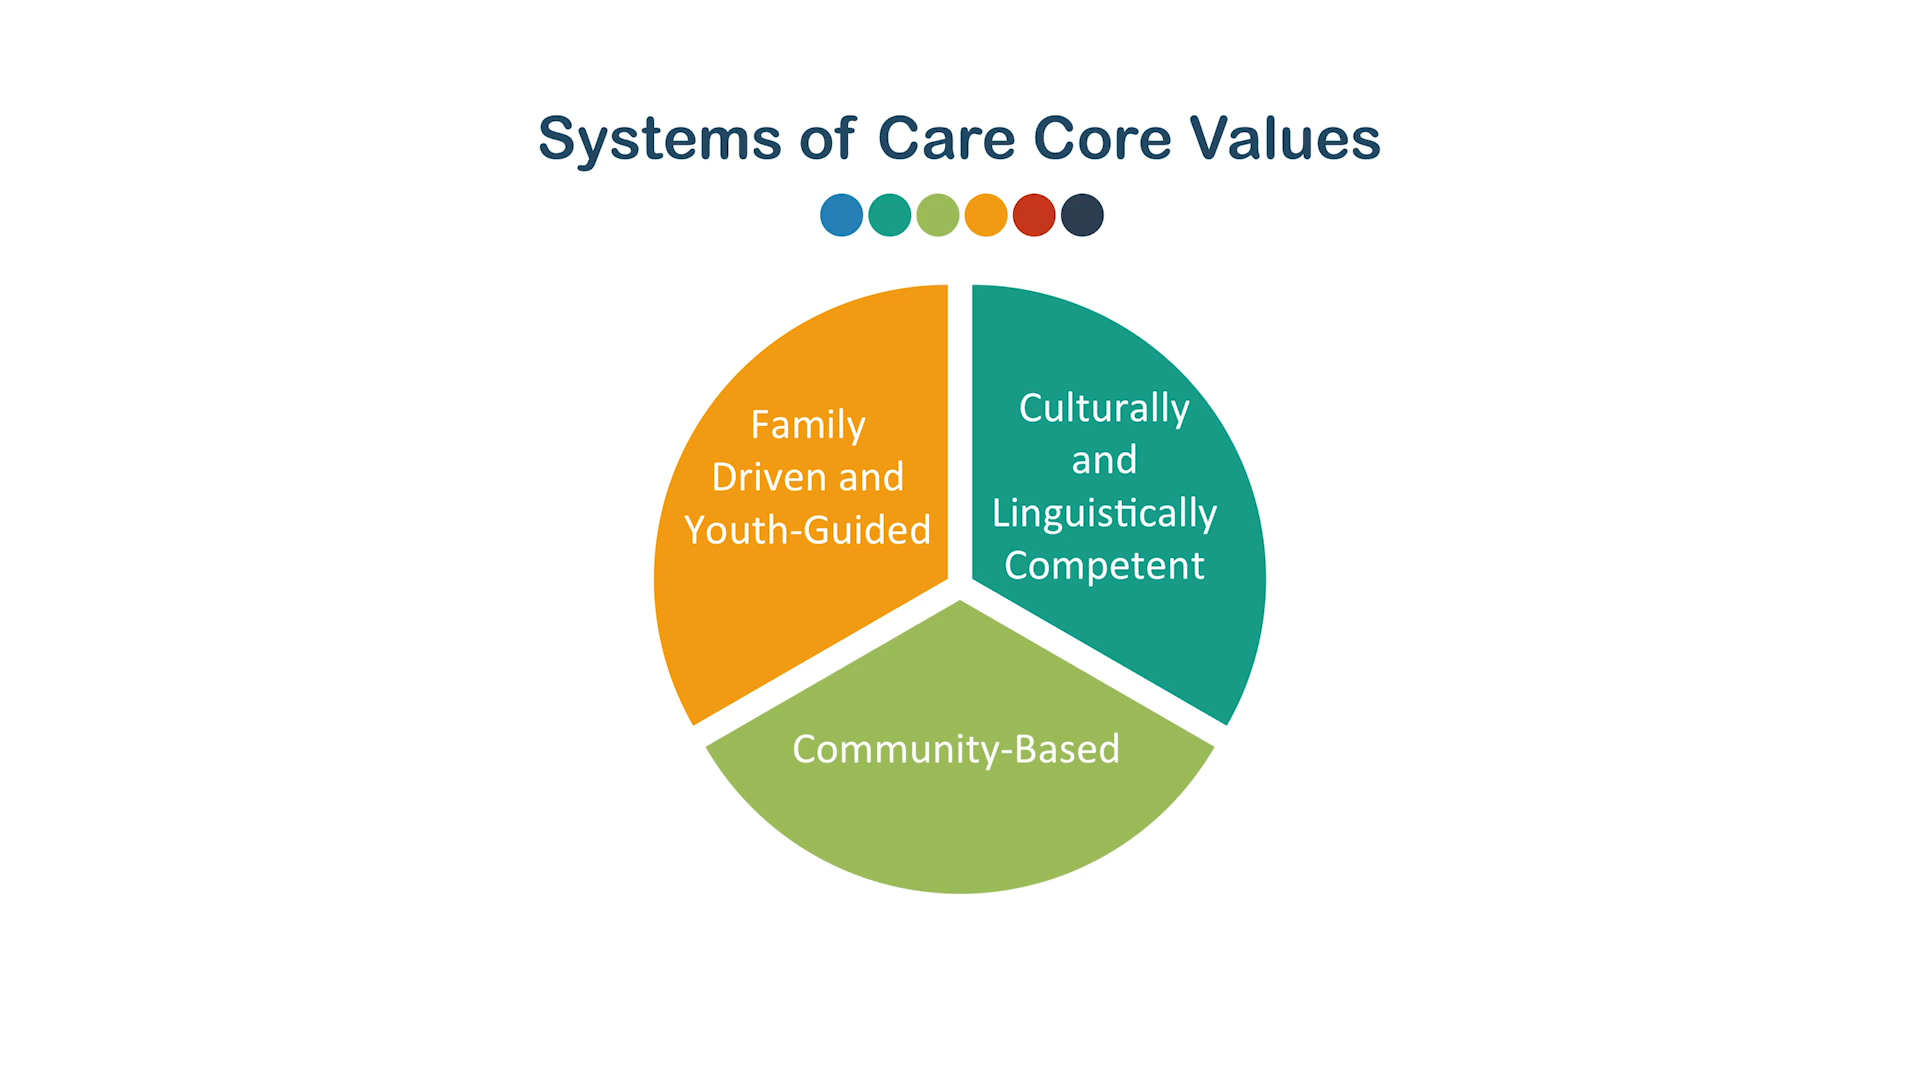 Systems of Care Core Values
Family
Driven and
Youth-Guided
Culturally
and
Linguistically
Competent
Community-Based